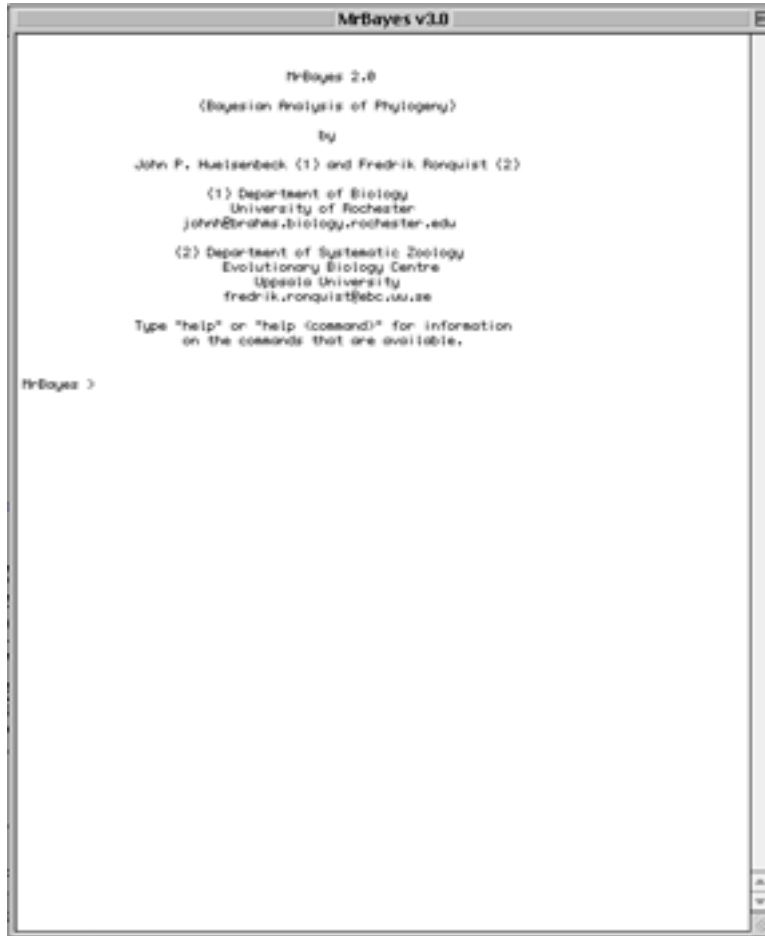 MrBayes v3.0
MrBayes 2.0
(Bayesian Analysis of Phylogeny)
by
John P. Huelsenbeck (1) and Fredrik Ronquist (2)
(1) Department of Biology
University of Rochester
johnh@brahms.biology.rochester.edu
(2) Department of Systematic Zoology
Evolutionary Biology Centre
Uppsala University
fredrik.ronquist@ebc.uu.se
Type "help" or "help (command)" for information
on the commands that are available.
MrBayes >